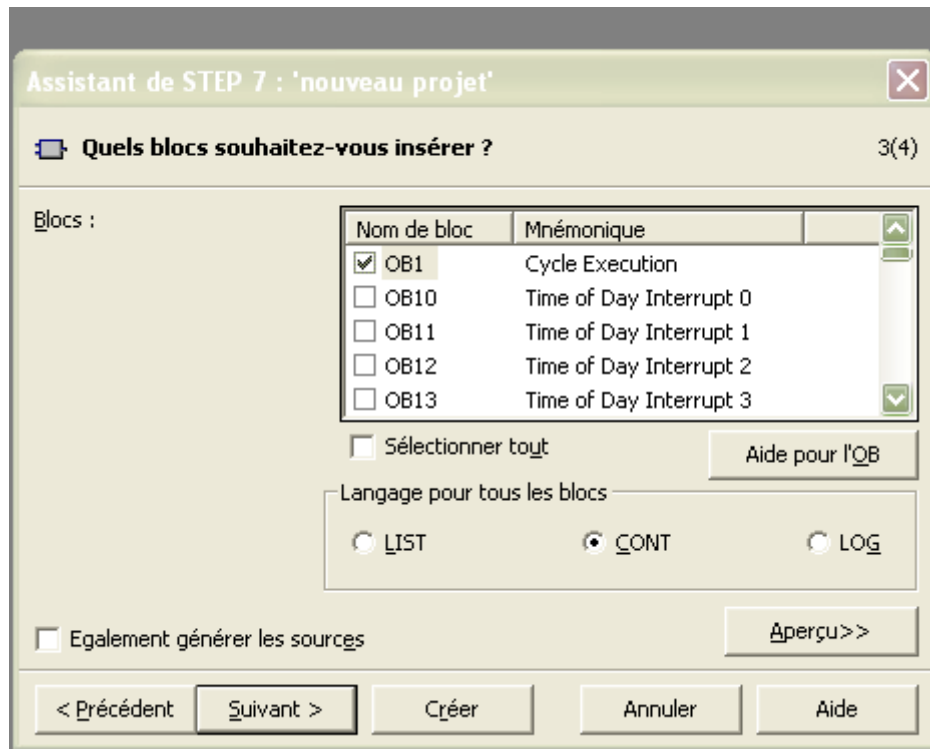 Assistant de STEP 7 : 'nouveau projet'
Quels blocs souhaitez-vous insérer ? 3(4)
Blocs :
Nom de bloc Mnémonique
OB1 Cycle Execution
OB10 Time of Day Interrupt 0
OB11 Time of Day Interrupt 1
OB12 Time of Day Interrupt 2
OB13 Time of Day Interrupt 3
Sélectionner tout
Aide pour l'OB
Langage pour tous les blocs
LIST CONT LOG
Egalement générer les sources
Aperçu>>
< Précédent Suivant > Créer Annuler Aide